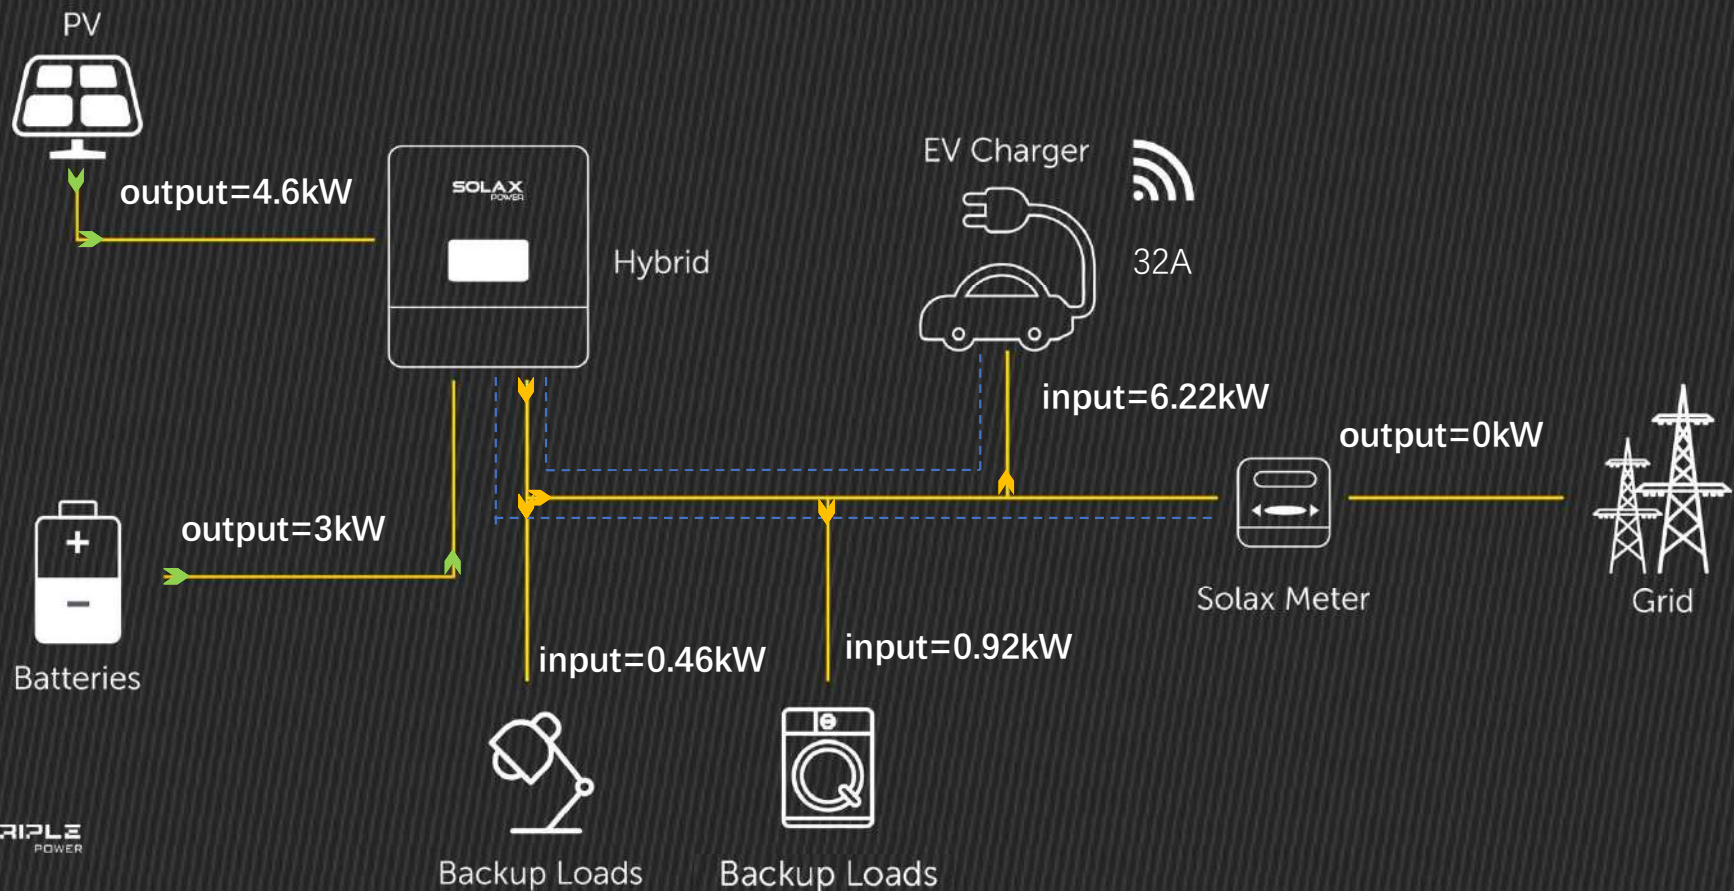 PV
output=4.6kW
SOLAX
POWER
Hybrid
EV Charger
32A
input=6.22kW
output=0kW
output=3kW
+
−
Batteries
Solax Meter
Grid
input=0.46kW
input=0.92kW
RIPLE
POWER
Backup Loads
Backup Loads